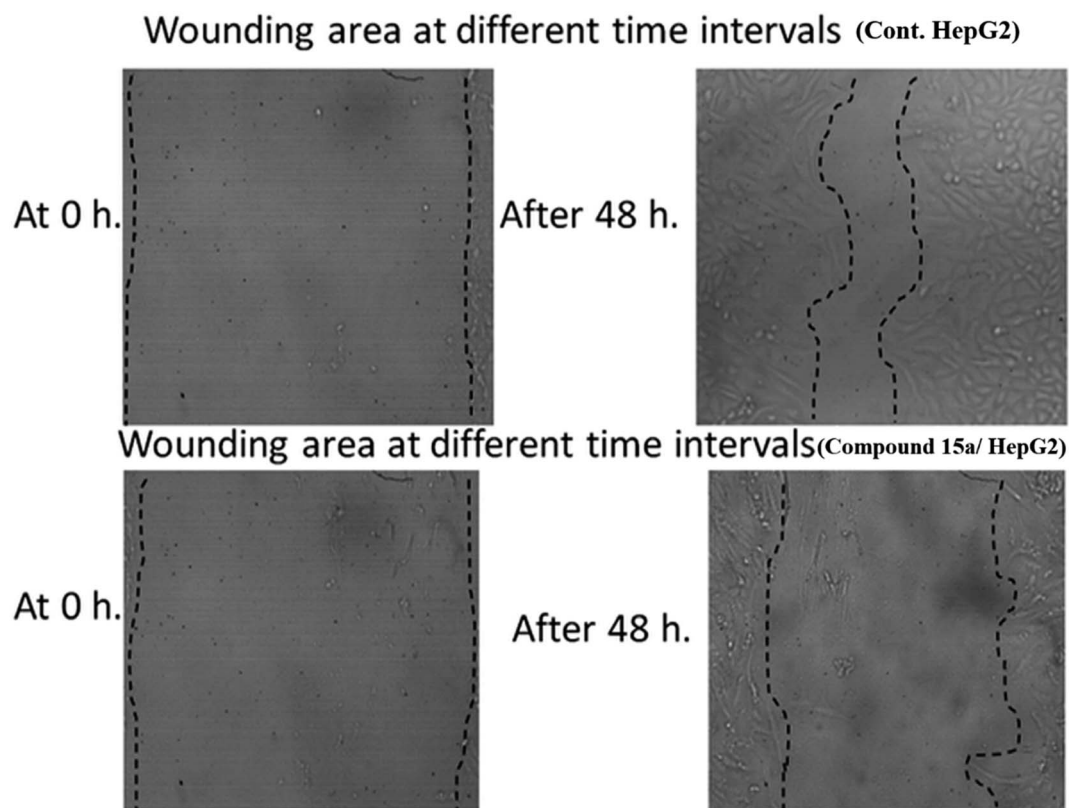 Wounding area at different time intervals (Cont. HepG2)
At 0 h.
After 48 h.
Wounding area at different time intervals(Compound 15a/ HepG2)
At 0 h.
After 48 h.